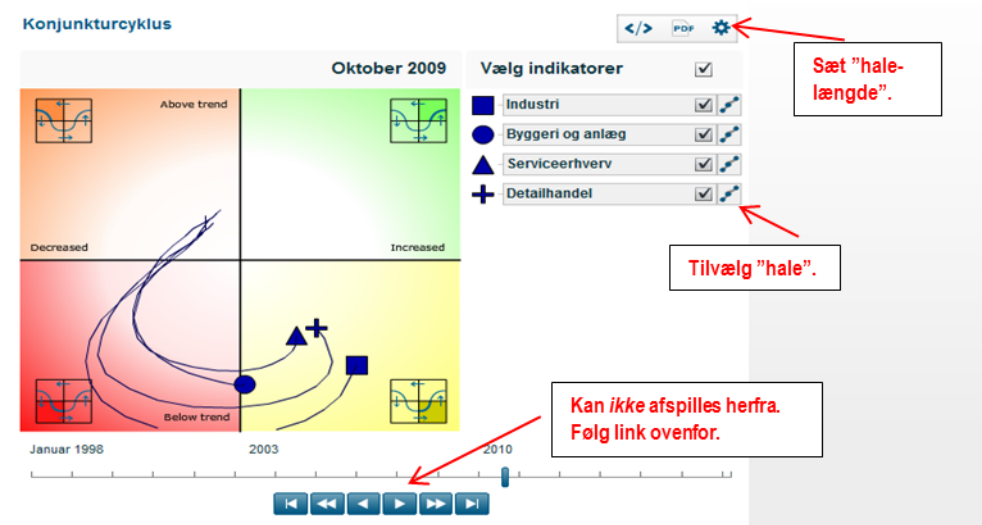 Konjunkturcyklus
</> PDF
Sæt ”hale-
længde”.
Oktober 2009
Vælg indikatorer
Above trend
Industri
Byggeri og anlæg
Serviceerhverv
Detailhandel
Decreased
Increased
Tilvælg ”hale”.
Below trend
Kan ikke afspilles herfra.
Følg link ovenfor.
Januar 1998
2003
2010